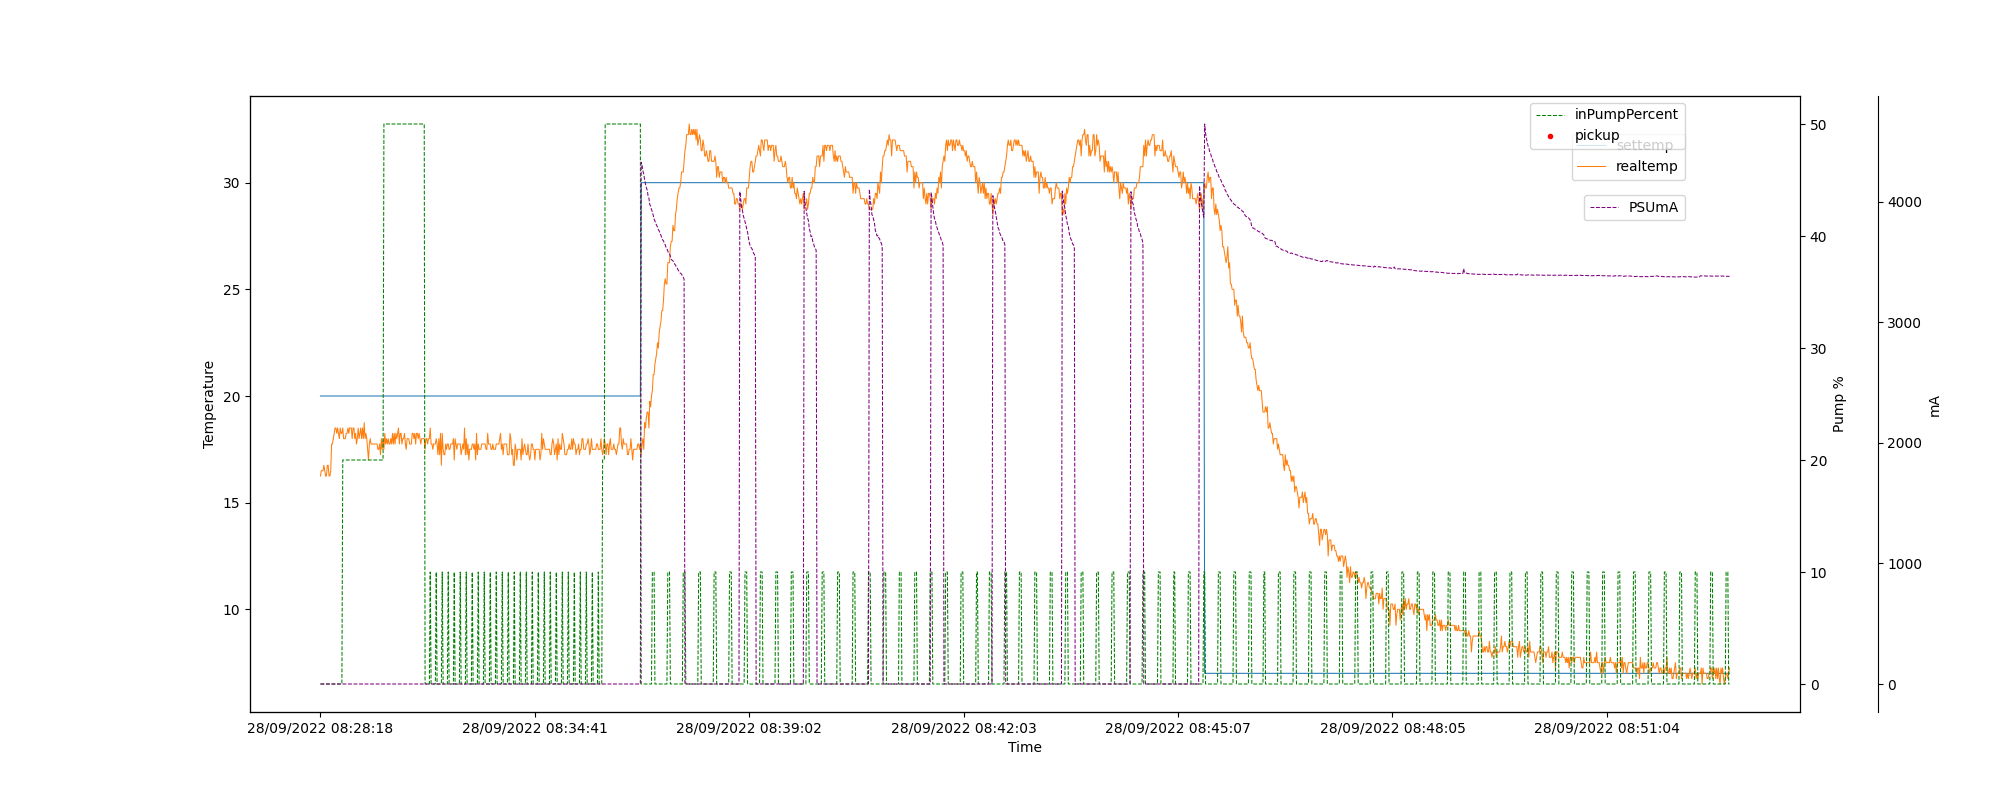 inPumpPercent
pickup
settemp
realtemp
PSUmA
Temperature
30
25
20
15
10
Pump %
50
40
30
20
10
0
mA
4000
3000
2000
1000
0
28/09/2022 08:28:18
28/09/2022 08:34:41
28/09/2022 08:39:02
28/09/2022 08:42:03
28/09/2022 08:45:07
28/09/2022 08:48:05
28/09/2022 08:51:04
Time